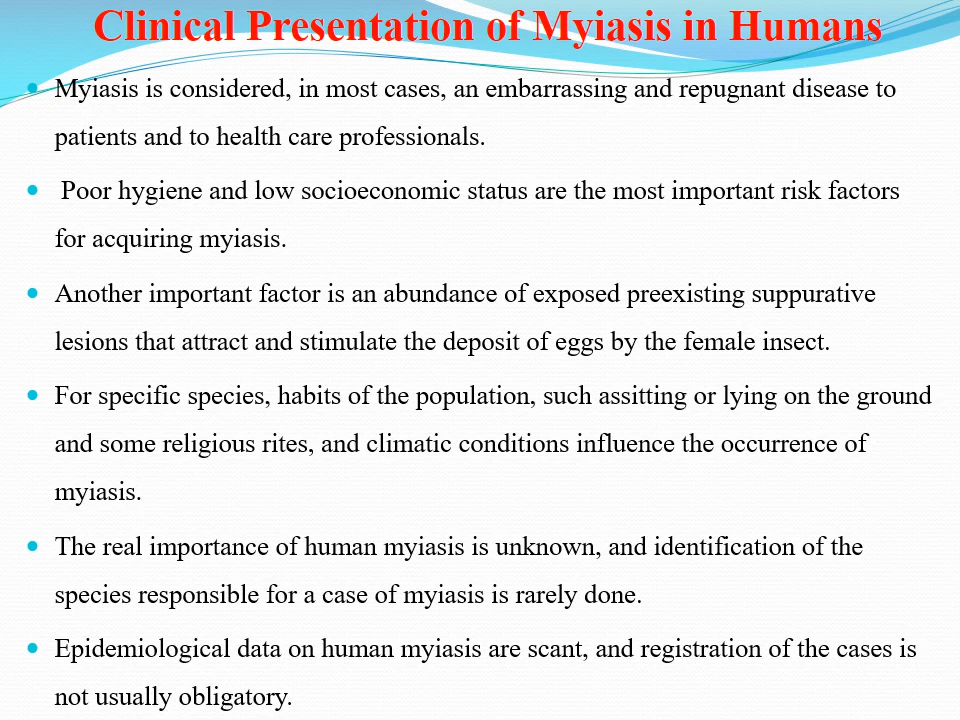 Clinical Presentation of Myiasis in Humans
Myiasis is considered, in most cases, an embarrassing and repugnant disease to
patients and to health care professionals.
Poor hygiene and low socioeconomic status are the most important risk factors
for acquiring myiasis.
Another important factor is an abundance of exposed preexisting suppurative
lesions that attract and stimulate the deposit of eggs by the female insect.
For specific species, habits of the population, such assitting or lying on the ground
and some religious rites, and climatic conditions influence the occurrence of
myiasis.
The real importance of human myiasis is unknown, and identification of the
species responsible for a case of myiasis is rarely done.
Epidemiological data on human myiasis are scant, and registration of the cases is
not usually obligatory.